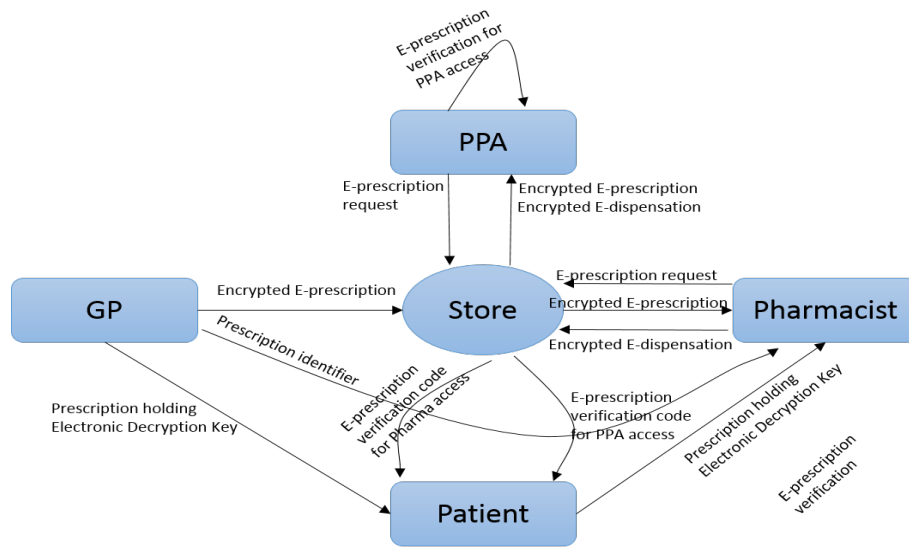 E-prescription
verification for
PPA access
PPA
E-prescription
request
Encrypted E-prescription
Encrypted E-dispensation
GP
Encrypted E-prescription
Store
E-prescription request
Encrypted E-prescription
Encrypted E-dispensation
Pharmacist
Prescription identifier
Prescription holding
Electronic Decryption Key
E-prescription
verification code
for Pharma access
E-prescription
verification code
for PPA access
Prescription holding
Electronic Decryption Key
E-prescription
verification
Patient